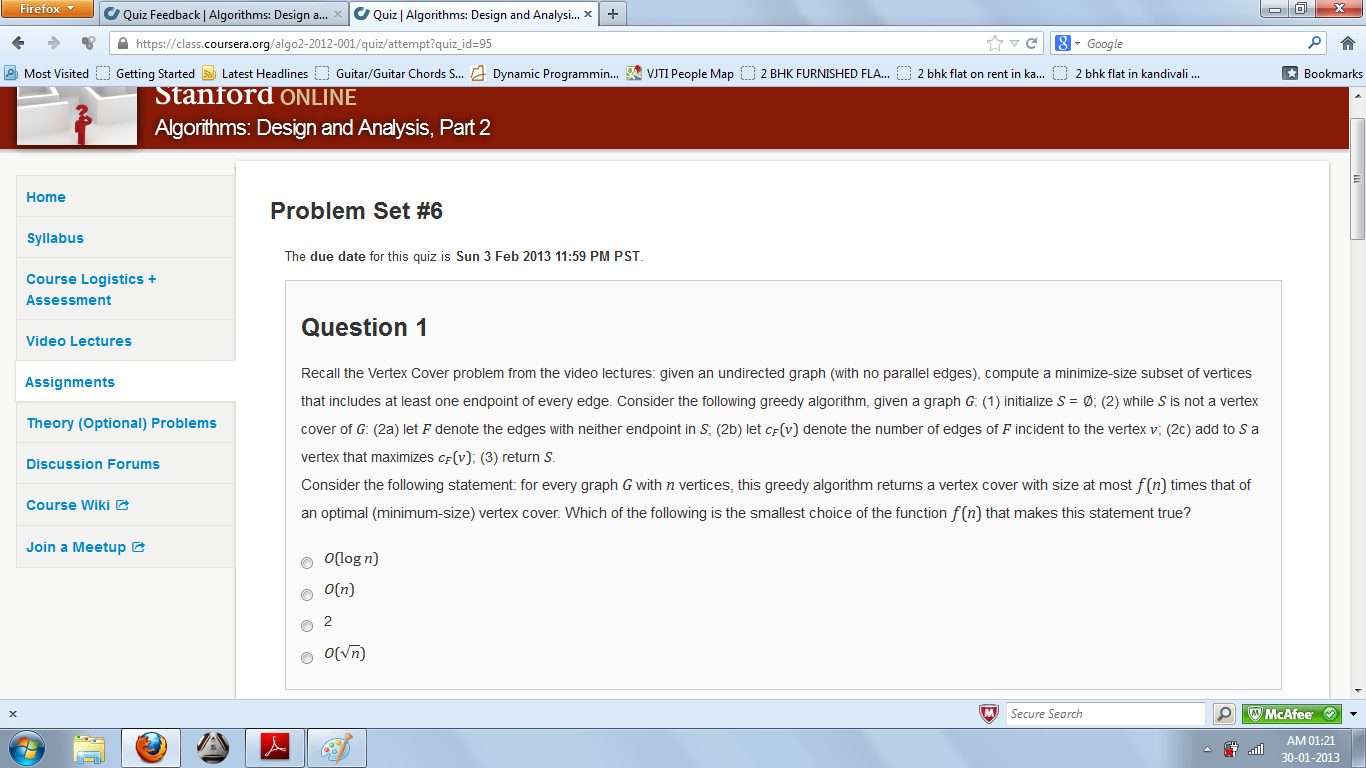 Firefox
Quiz Feedback | Algorithms: Design a...
Quiz | Algorithms: Design and Analysi...
https://class.coursera.org/algo2-2012-001/quiz/attempt?quiz_id=95
Google
Most Visited
Getting Started
Latest Headlines
Guitar/Guitar Chords S...
Dynamic Programmin...
VJTI People Map
2 BHK FURNISHED FLA...
2 bhk flat on rent in ka...
2 bhk flat in kandivali ...
Bookmarks
Stanford ONLINE
Algorithms: Design and Analysis, Part 2
Home
Syllabus
Course Logistics +
Assessment
Video Lectures
Assignments
Theory (Optional) Problems
Discussion Forums
Course Wiki
Join a Meetup
Problem Set #6
The due date for this quiz is Sun 3 Feb 2013 11:59 PM PST.
Question 1
Recall the Vertex Cover problem from the video lectures: given an undirected graph (with no parallel edges), compute a minimize-size subset of vertices
that includes at least one endpoint of every edge. Consider the following greedy algorithm, given a graph G: (1) initialize S = ∅; (2) while S is not a vertex
cover of G: (2a) let F denote the edges with neither endpoint in S; (2b) let c_F(v) denote the number of edges of F incident to the vertex v; (2c) add to S a
vertex that maximizes c_F(v); (3) return S.
Consider the following statement: for every graph G with n vertices, this greedy algorithm returns a vertex cover with size at most f(n) times that of
an optimal (minimum-size) vertex cover. Which of the following is the smallest choice of the function f(n) that makes this statement true?
O(log n)
O(n)
2
O(√n)
x
Secure Search
McAfee
AM 01:21
30-01-2013